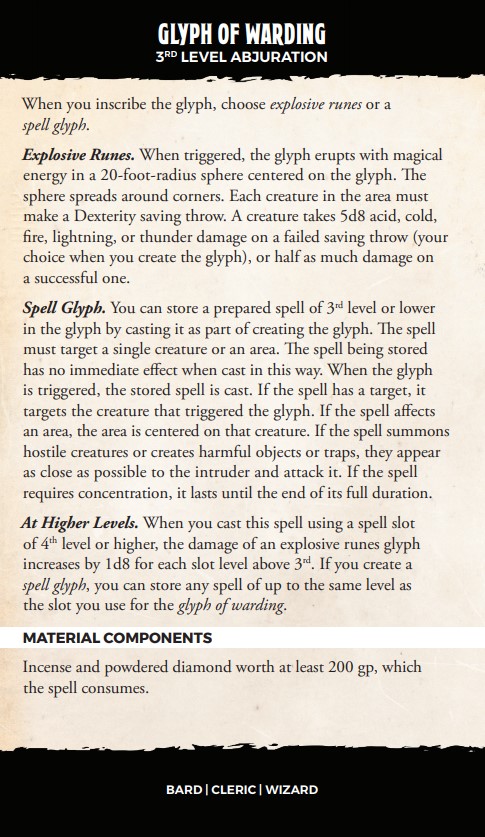 GLYPH OF WARDING
3RD LEVEL ABJURATION
When you inscribe the glyph, choose explosive runes or a
spell glyph.
Explosive Runes. When triggered, the glyph erupts with magical
energy in a 20-foot-radius sphere centered on the glyph. The
sphere spreads around corners. Each creature in the area must
make a Dexterity saving throw. A creature takes 5d8 acid, cold,
fire, lightning, or thunder damage on a failed saving throw (your
choice when you create the glyph), or half as much damage on
a successful one.
Spell Glyph. You can store a prepared spell of 3rd level or lower
in the glyph by casting it as part of creating the glyph. The spell
must target a single creature or an area. The spell being stored
has no immediate effect when cast in this way. When the glyph
is triggered, the stored spell is cast. If the spell has a target, it
targets the creature that triggered the glyph. If the spell affects
an area, the area is centered on that creature. If the spell summons
hostile creatures or creates harmful objects or traps, they appear
as close as possible to the intruder and attack it. If the spell
requires concentration, it lasts until the end of its full duration.
At Higher Levels. When you cast this spell using a spell slot
of 4th level or higher, the damage of an explosive runes glyph
increases by 1d8 for each slot level above 3rd. If you create a
spell glyph, you can store any spell of up to the same level as
the slot you use for the glyph of warding.
MATERIAL COMPONENTS
Incense and powdered diamond worth at least 200 gp, which
the spell consumes.
BARD | CLERIC | WIZARD